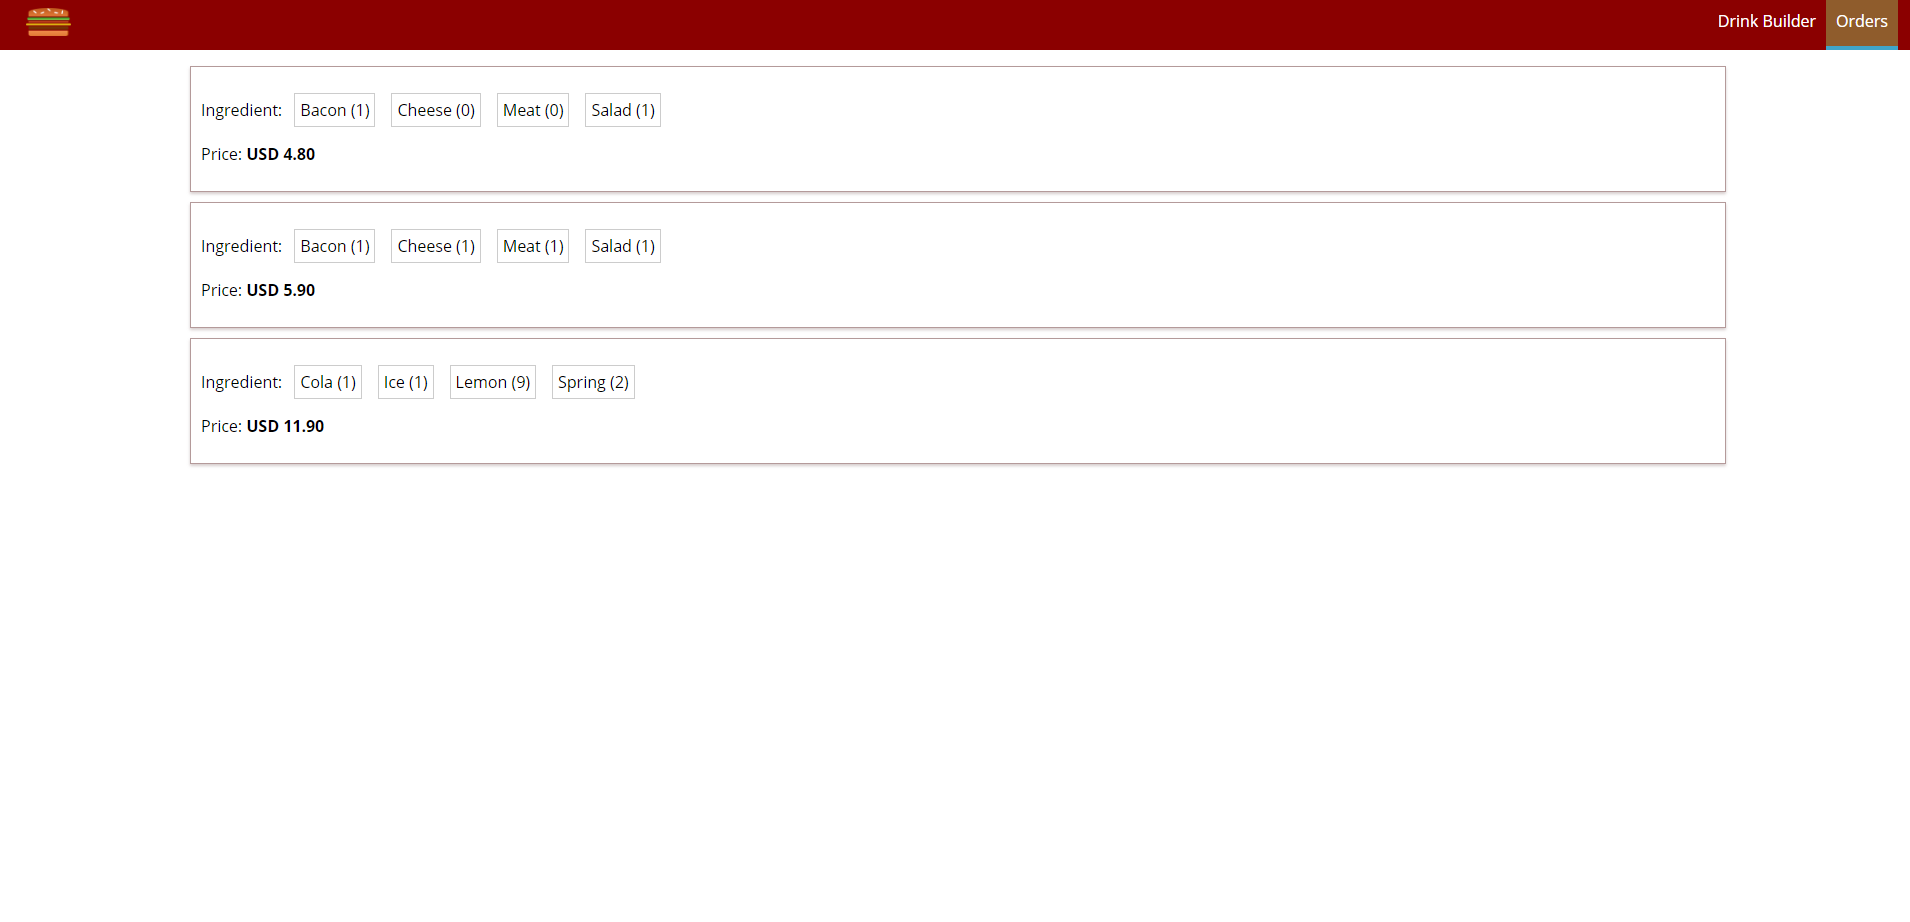 Drink Builder Orders
Ingredient: Bacon (1) Cheese (0) Meat (0) Salad (1)
Price: USD 4.80
Ingredient: Bacon (1) Cheese (1) Meat (1) Salad (1)
Price: USD 5.90
Ingredient: Cola (1) Ice (1) Lemon (9) Spring (2)
Price: USD 11.90